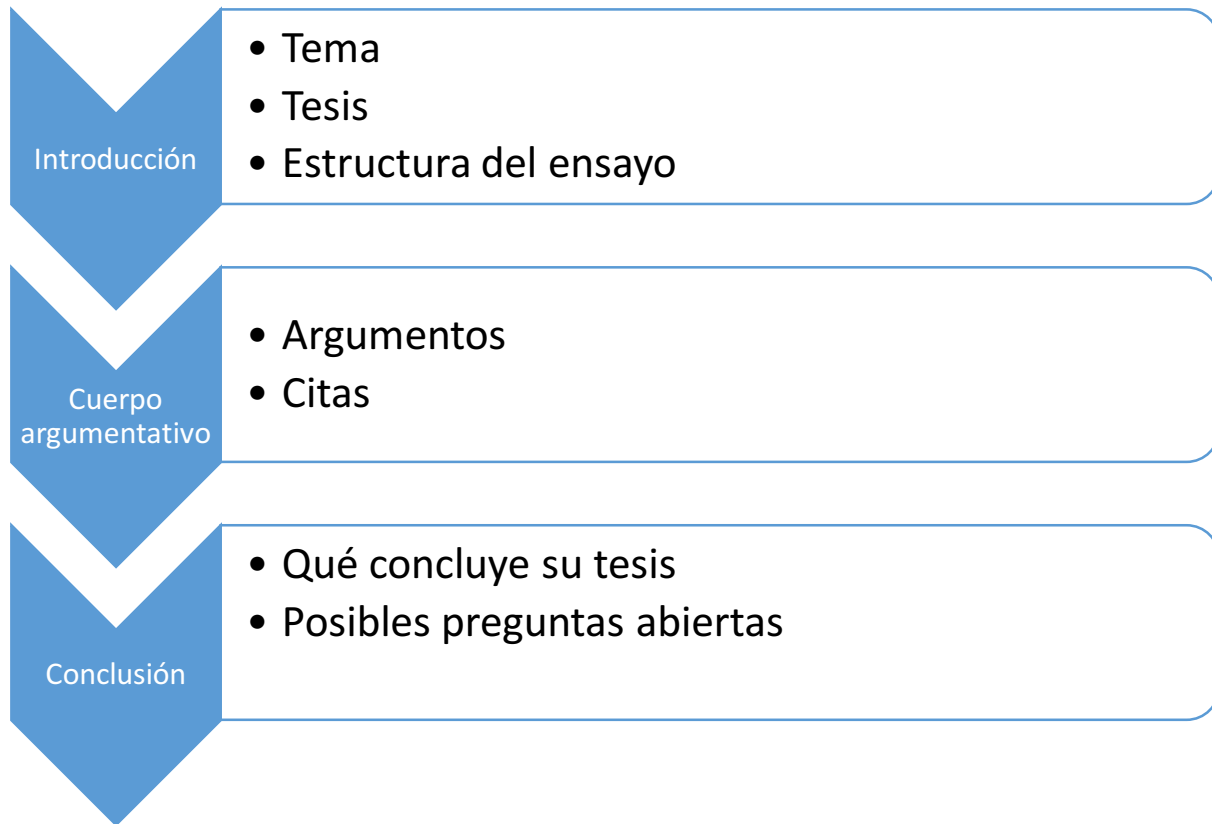 Introducción
• Tema
• Tesis
• Estructura del ensayo
Cuerpo
argumentativo
• Argumentos
• Citas
Conclusión
• Qué concluye su tesis
• Posibles preguntas abiertas